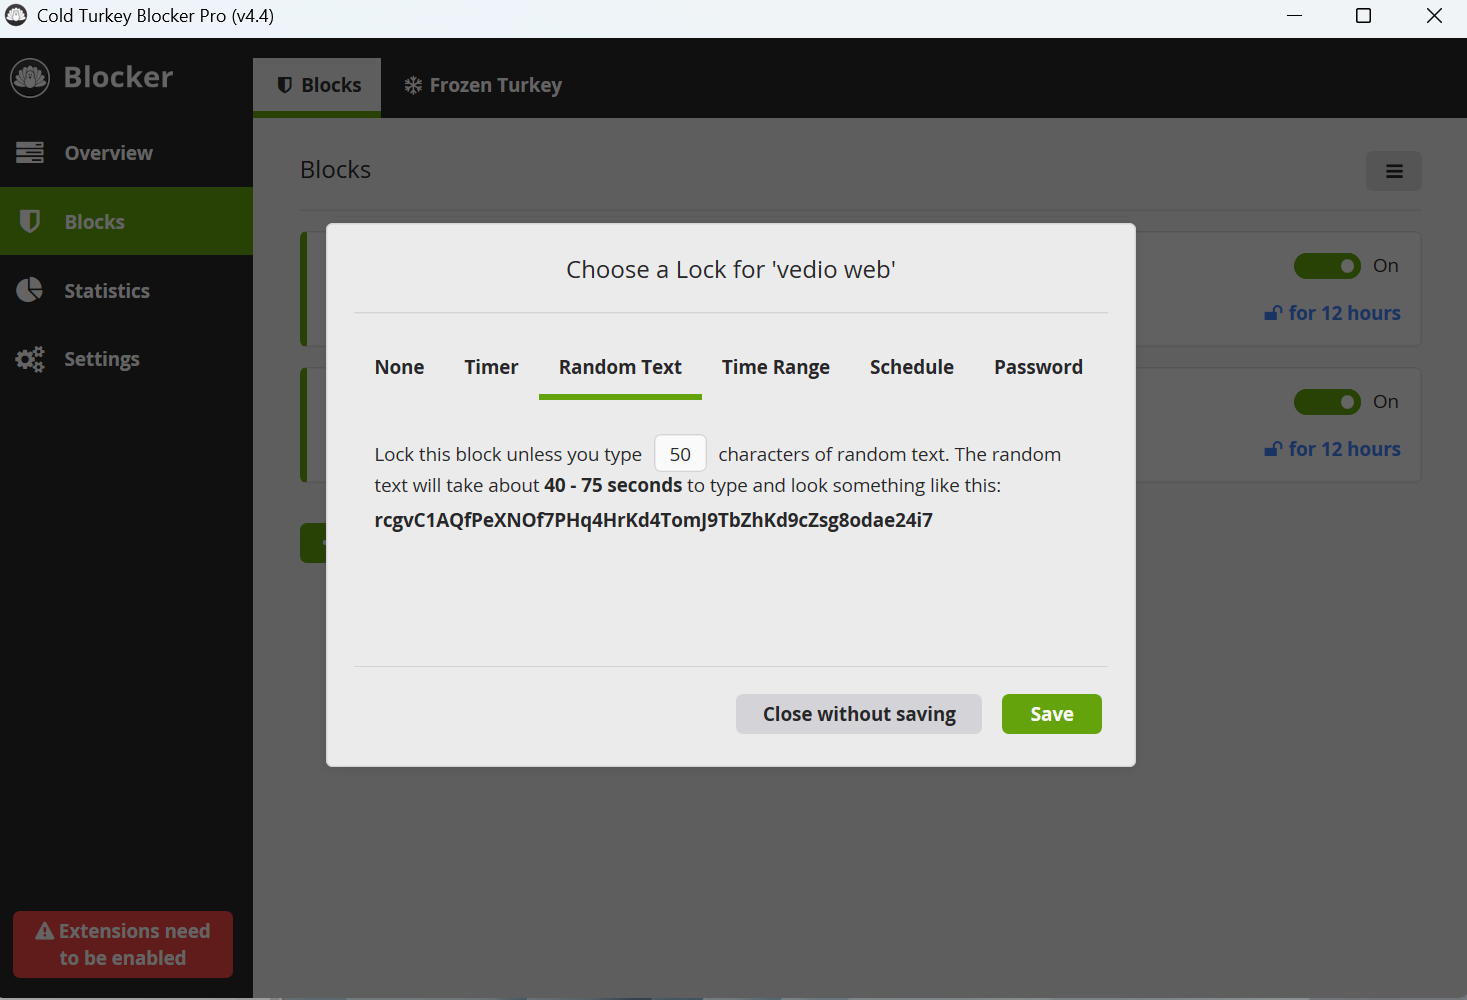 Cold Turkey Blocker Pro (v4.4)
Blocker
Blocks
Frozen Turkey
Overview
Blocks
Statistics
Settings
Blocks
On
for 12 hours
On
for 12 hours
Choose a Lock for 'vedio web'
None Timer Random Text Time Range Schedule Password
Lock this block unless you type 50 characters of random text. The random
text will take about 40 - 75 seconds to type and look something like this:
rcgvC1AQfPeXNOf7PHq4HrKd4TomJ9TbZhKd9cZsg8odae24i7
Close without saving
Save
Extensions need
to be enabled